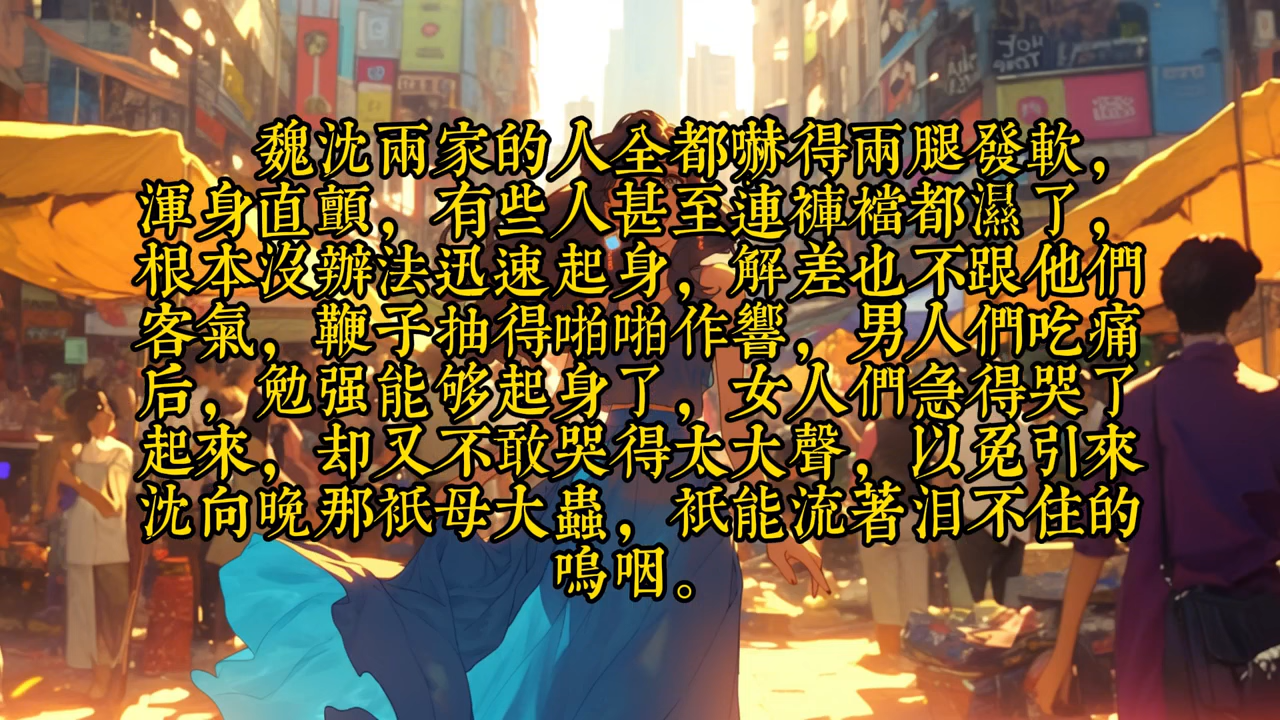 魏沈兩家的人全都嚇得兩腿發軟，
渾身直顫，有些人甚至連褲襠都濕了，
根本沒辦法迅速起身，解差也不跟他們
客氣，鞭子抽得啪啪作響，男人們吃痛
后，勉强能够起身了，女人們急得哭了
起來，却又不敢哭得太大聲，以免引來
沈向晚那衹母大蟲，衹能流著泪不住的
嗚咽。